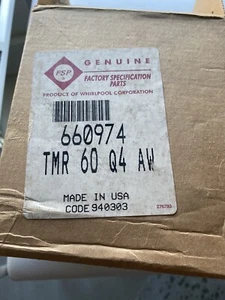 GENUINE
FSP
FACTORY SPECIFICATION
PARTS
PRODUCT OF WHIRLPOOL CORPORATION
660974
TMR 60 Q4 AW
MADE IN USA
CODE 940303